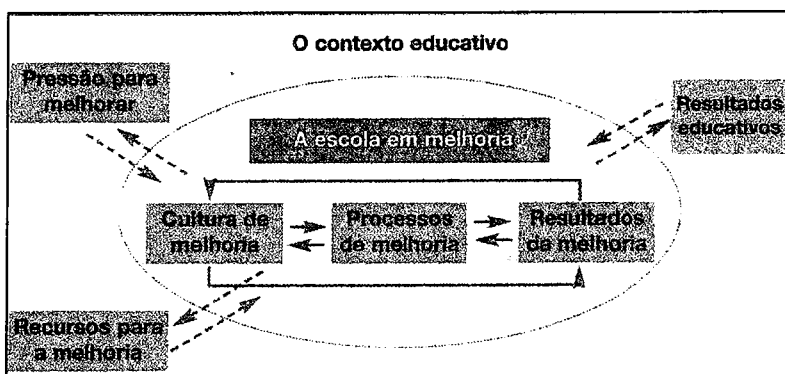 O contexto educativo
Pressão para
melhorar
Resultados
educativos
A escola em melhoria
Cultura de
melhoria
Processos
de melhoria
Resultados
da melhoria
Recursos para
a melhoria